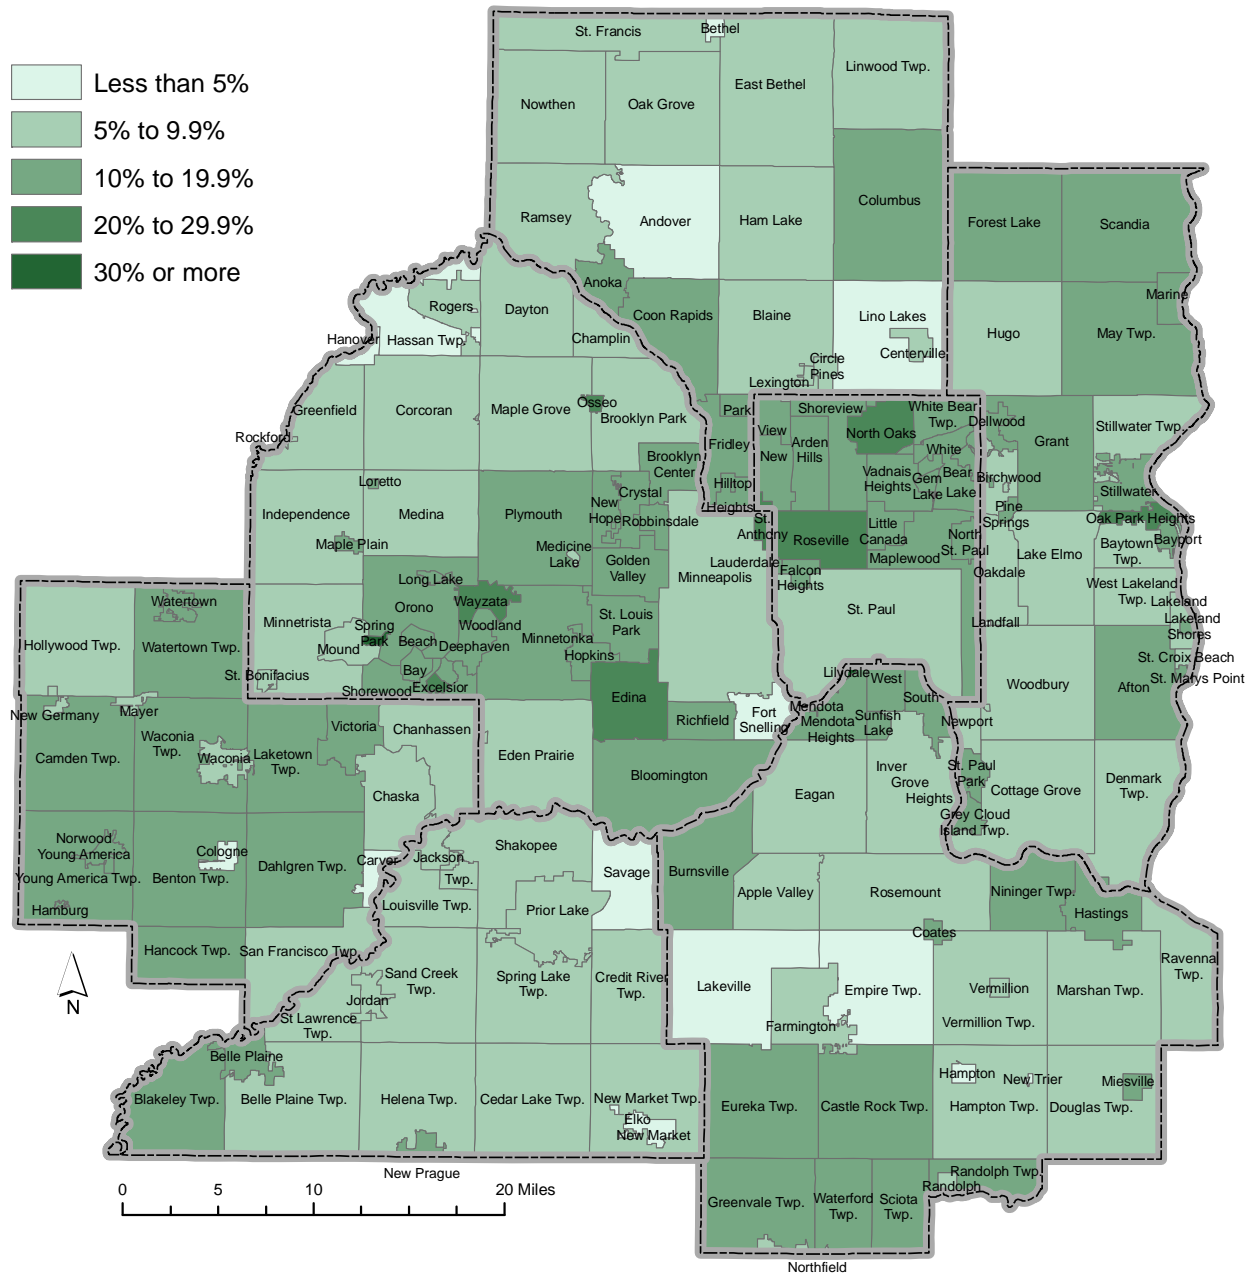 Less than 5%
5% to 9.9%
10% to 19.9%
20% to 29.9%
30% or more
St. Francis
Bethel
East Bethel
Linwood Twp.
Nowthen
Oak Grove
Ramsey
Andover
Ham Lake
Columbus
Forest Lake
Scandia
Anoka
Coon Rapids
Blaine
Lino Lakes
Centerville
Circle
Pines
Lexington
Hugo
May Twp.
Marine
Rogers
Dayton
Champlin
Hanover
Hassan Twp.
Greenfield
Corcoran
Maple Grove
Osseo
Brooklyn Park
Rockford
Park
Fridley
Hilltop
Heights
Brooklyn
Center
View
New
Shoreview
Arden
Hills
North Oaks
White Bear
Twp.
Dellwood
White
Bear
Lake
Gem
Lake
Vadnais
Heights
Birchwood
Grant
Stillwater Twp.
Stillwater
Pine
Springs
Oak Park Heights
Bayport
Baytown
Twp.
Loretto
Independence
Medina
Maple Plain
Plymouth
Medicine
Lake
New
Hope
Crystal
Robbinsdale
Golden
Valley
Minneapolis
St.
Anthony
Lauderdale
Roseville
Little
Canada
Maplewood
North
St. Paul
Falcon
Heights
Oakdale
Lake Elmo
West Lakeland
Twp.
Lakeland
Lakeland
Shores
St. Croix Beach
St. Marys Point
Landfall
Woodbury
Afton
St. Paul
Long Lake
Orono
Wayzata
Woodland
Minnetrista
Spring
Park
Beach
Deephaven
Mound
Bay
St. Bonifacius
Shorewood
Excelsior
Minnetonka
Hopkins
St. Louis
Park
Edina
Richfield
Fort
Snelling
Bloomington
Eden Prairie
Hollywood Twp.
Watertown
Watertown Twp.
New Germany
Mayer
Waconia
Twp.
Waconia
Camden Twp.
Laketown
Twp.
Victoria
Chanhassen
Chaska
Norwood
Young America
Young America Twp.
Hamburg
Cologne
Benton Twp.
Dahlgren Twp.
Carver
Hancock Twp.
San Francisco Twp.
Lilydale
West
South
Mendota
Mendota
Heights
Sunfish
Lake
Newport
Inver
Grove
Heights
Eagan
St. Paul
Park
Grey Cloud
Island Twp.
Cottage Grove
Denmark
Twp.
Shakopee
Jackson
Twp.
Louisville Twp.
Prior Lake
Savage
Burnsville
Apple Valley
Rosemount
Nininger Twp.
Hastings
Coates
Sand Creek
Twp.
Spring Lake
Twp.
Credit River
Twp.
Jordan
St Lawrence
Twp.
Lakeville
Farmington
Empire Twp.
Vermillion
Vermillion Twp.
Marshan Twp.
Ravenna
Twp.
Belle Plaine
Blakeley Twp.
Belle Plaine Twp.
Helena Twp.
Cedar Lake Twp.
New Market Twp.
Elko
New Market
New Prague
Eureka Twp.
Castle Rock Twp.
Hampton
New Trier
Hampton Twp.
Miesville
Douglas Twp.
Randolph Twp.
Randolph
Greenvale Twp.
Waterford
Twp.
Sciota
Twp.
Northfield
N
0 5 10 20 Miles